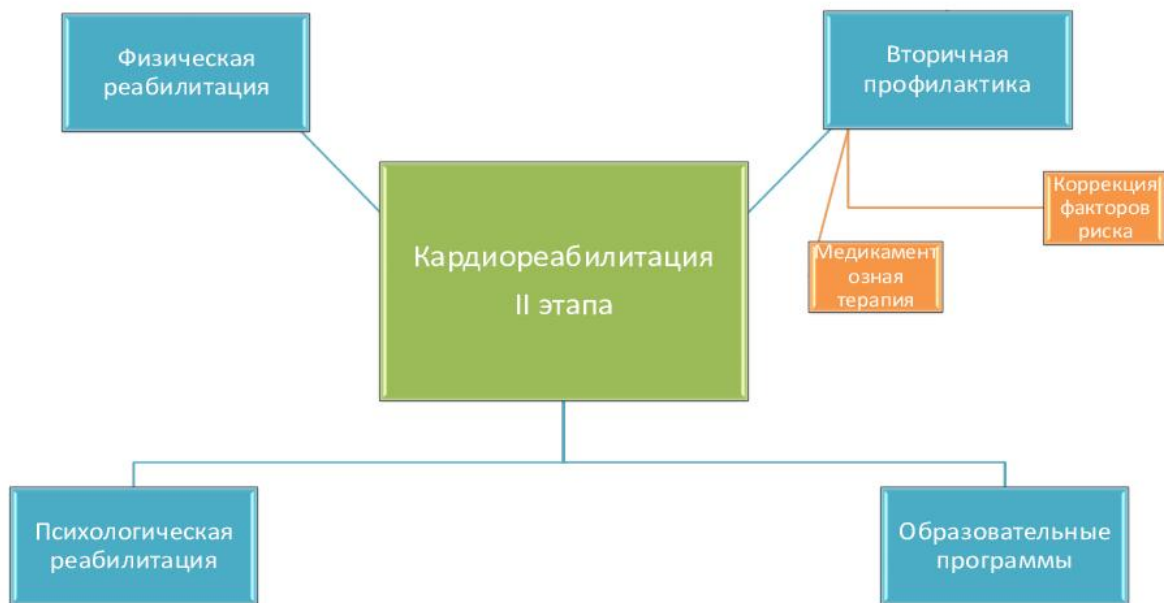 Физическая
реабилитация
Вторичная
профилактика
Коррекция
факторов
риска
Медикамент
озная
терапия
Кардиореабилитация
II этапа
Психологическая
реабилитация
Образовательные
программы